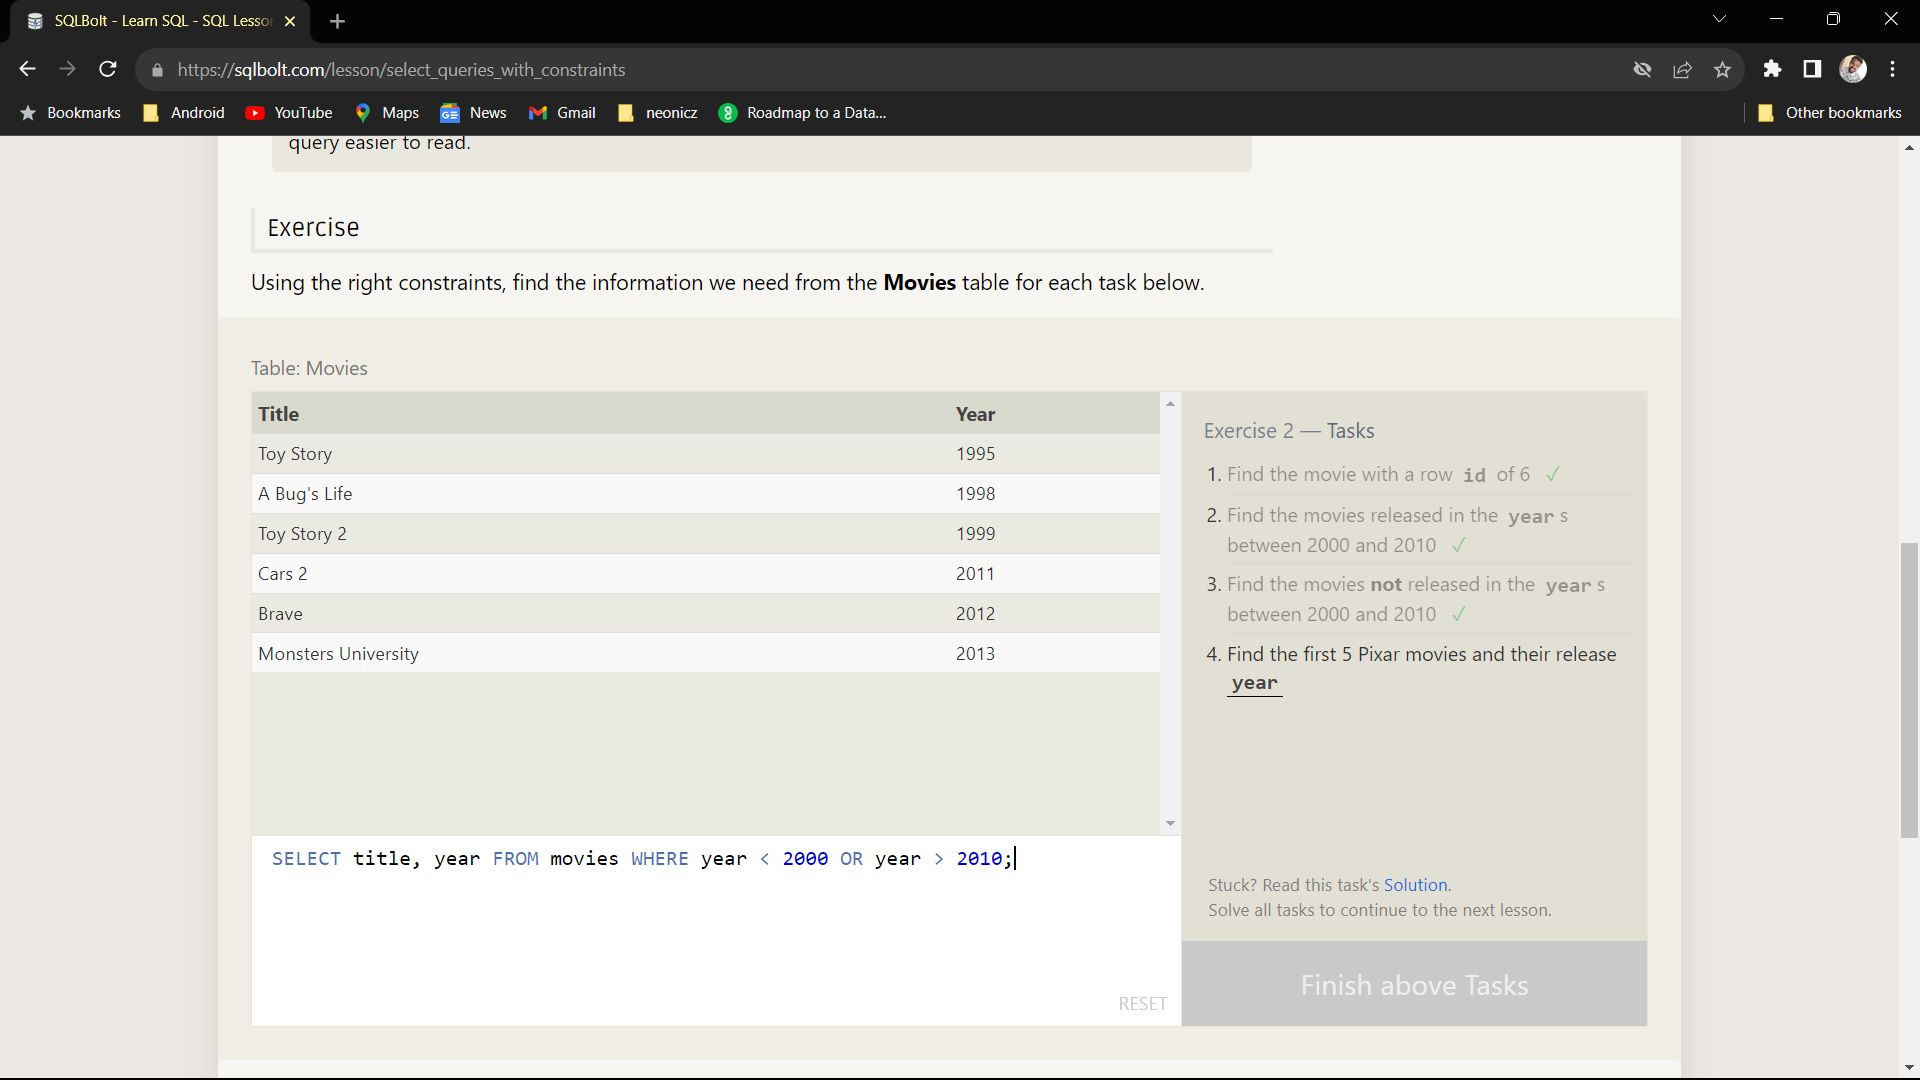 SQLBolt - Learn SQL - SQL Lesso
https://sqlbolt.com/lesson/select_queries_with_constraints
Bookmarks Android YouTube Maps News Gmail neonicz Roadmap to a Data... Other bookmarks
query easier to read.
Exercise
Using the right constraints, find the information we need from the Movies table for each task below.
Table: Movies
Title Year
Toy Story 1995
A Bug's Life 1998
Toy Story 2 1999
Cars 2 2011
Brave 2012
Monsters University 2013
SELECT title, year FROM movies WHERE year < 2000 OR year > 2010;
RESET
Exercise 2 — Tasks
1. Find the movie with a row id of 6 ✓
2. Find the movies released in the year s
between 2000 and 2010 ✓
3. Find the movies not released in the year s
between 2000 and 2010 ✓
4. Find the first 5 Pixar movies and their release
year
Stuck? Read this task's Solution.
Solve all tasks to continue to the next lesson.
Finish above Tasks